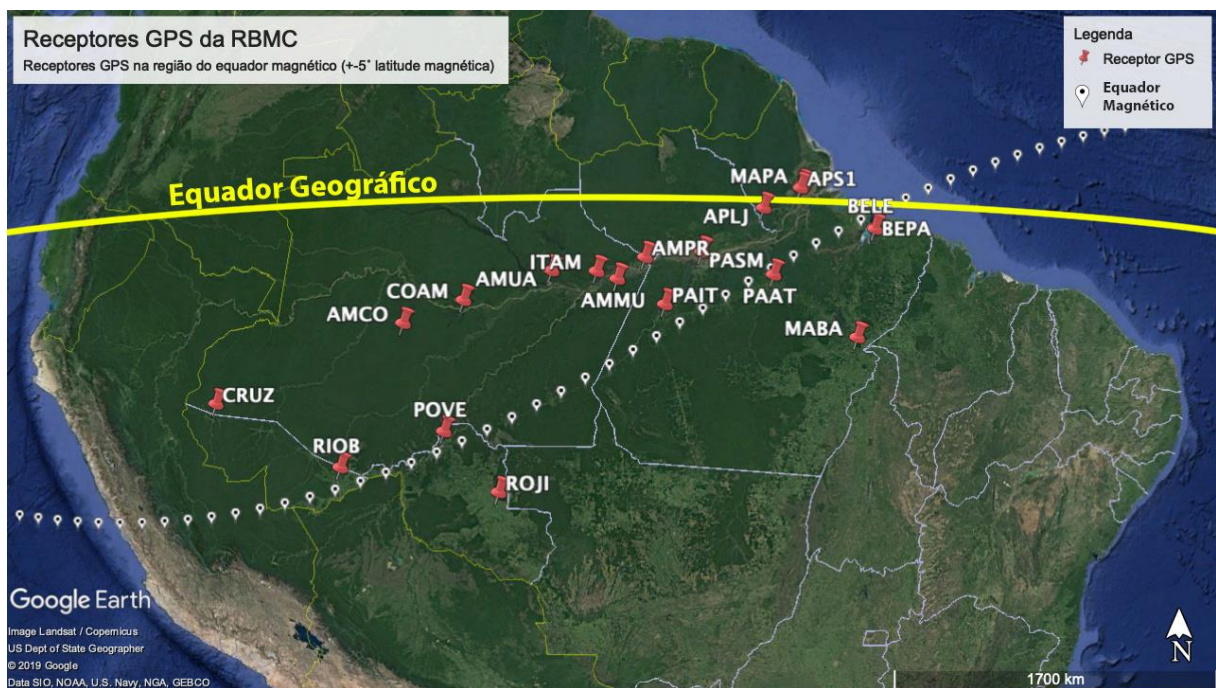 Receptores GPS da RBMC
Receptores GPS na região do equador magnético (+-5˚ latitude magnética)
Legenda
Receptor GPS
Equador
Magnético
Equador Geográfico
MAPA
APS1
APLJ
BELE
BEPA
AMPR
ITAM
PASM
AMUA
COAM
AMMU
PAIT
PAAT
AMCO
MABA
CRUZ
POVE
RIOB
ROJI
Google Earth
Image Landsat / Copernicus
US Dept of State Geographer
© 2019 Google
Data SIO, NOAA, U.S. Navy, NGA, GEBCO
N
1700 km